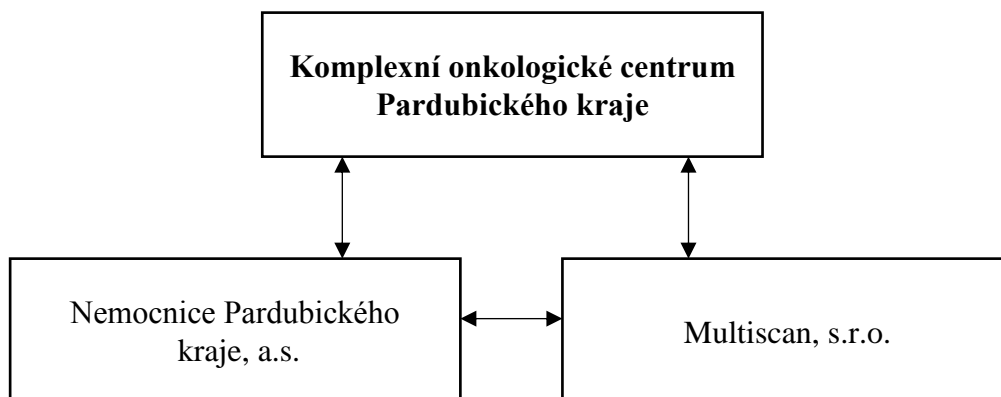 Komplexní onkologické centrum
Pardubického kraje
Nemocnice Pardubického
kraje, a.s.
Multiscan, s.r.o.